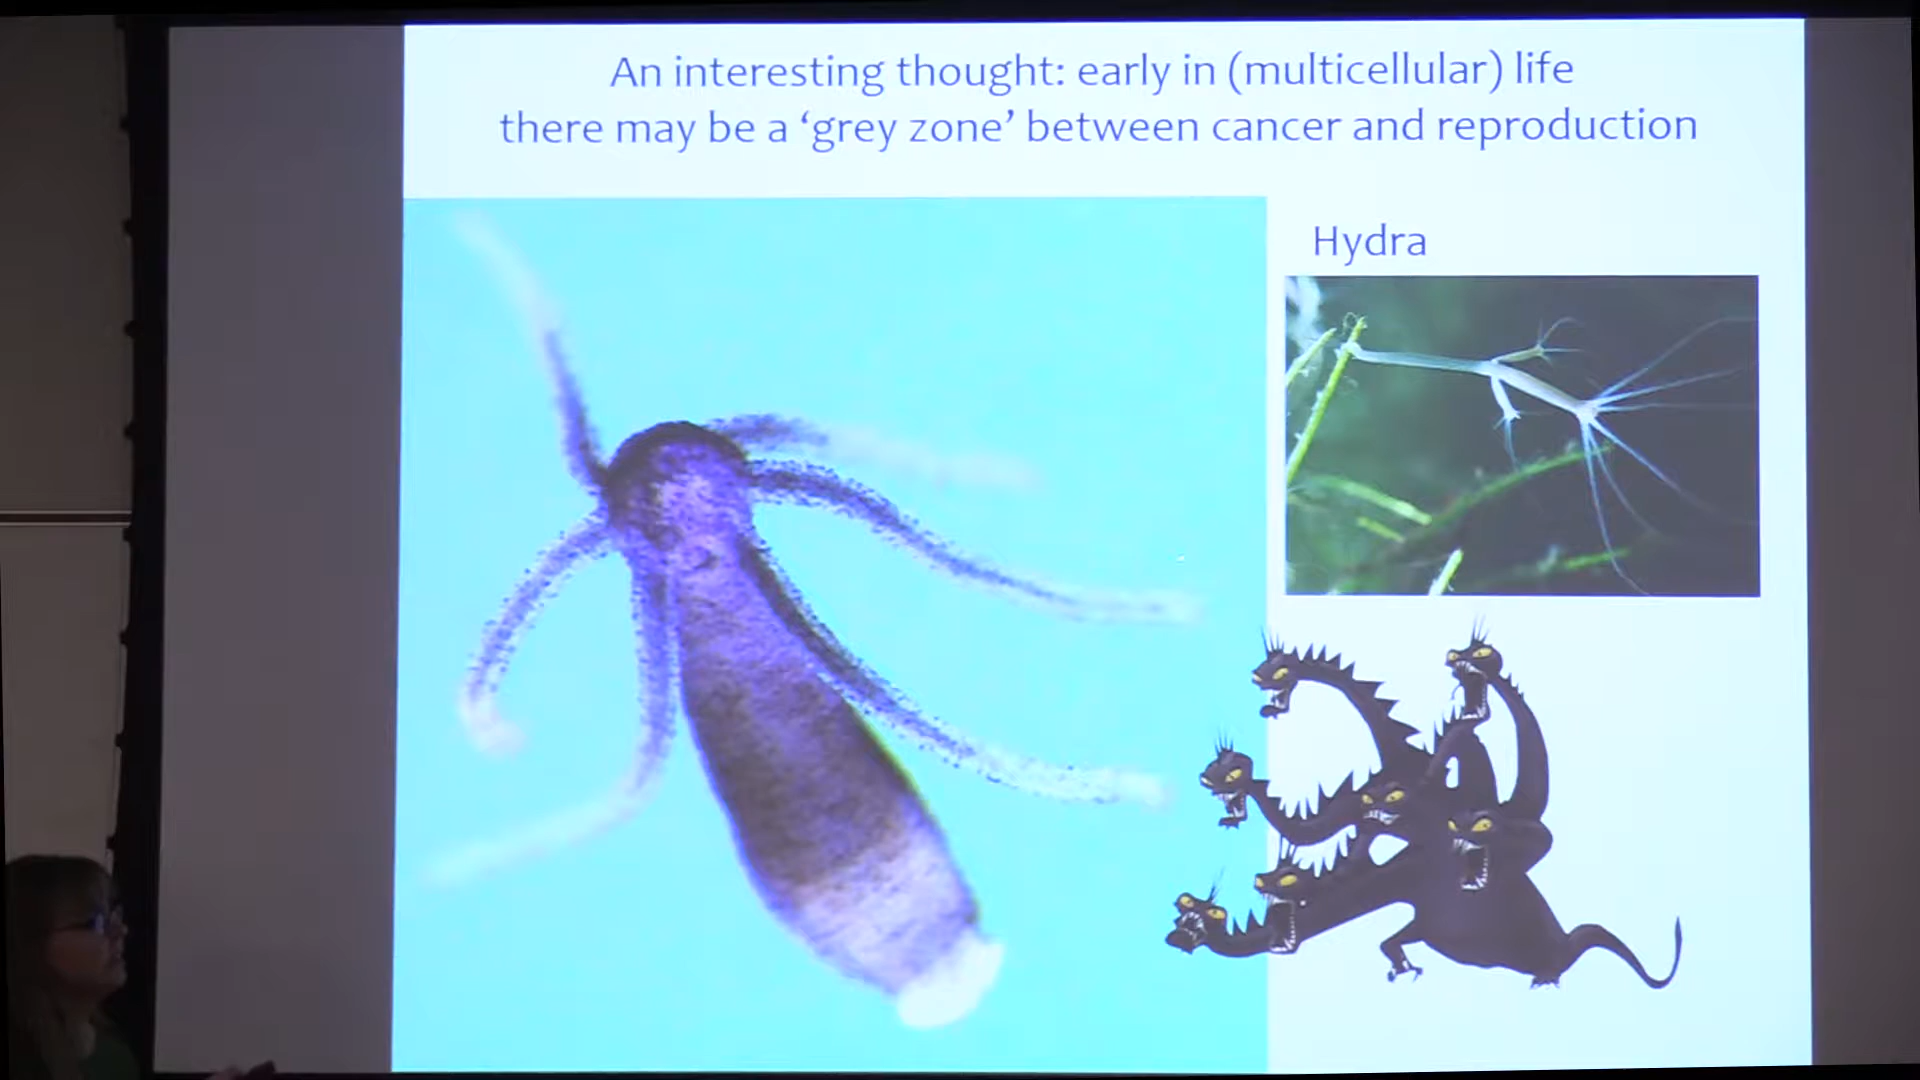 An interesting thought: early in (multicellular) life
there may be a ‘grey zone’ between cancer and reproduction
Hydra